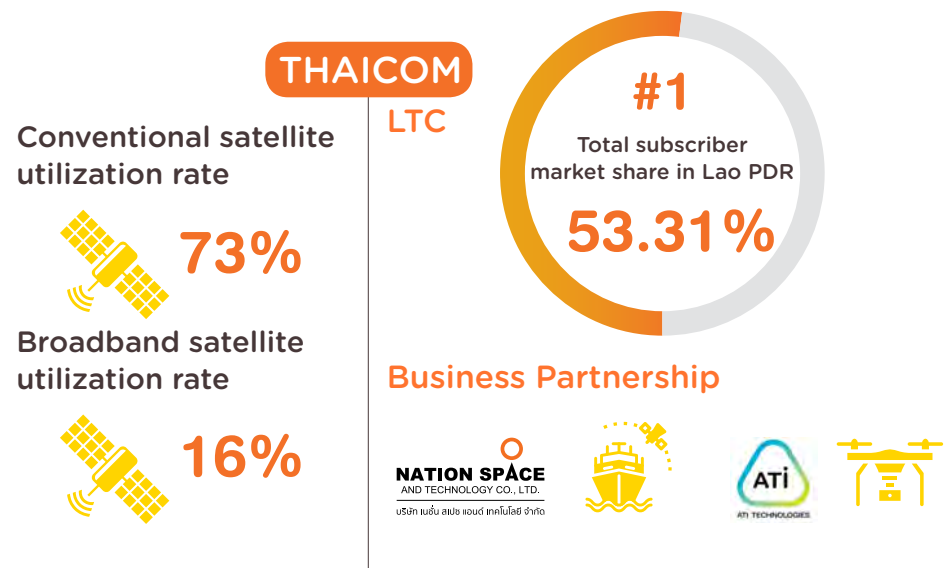 THAICOM
Conventional satellite
utilization rate
73%
Broadband satellite
utilization rate
16%
LTC
#1
Total subscriber
market share in Lao PDR
53.31%
Business Partnership
NATION SPACE
AND TECHNOLOGY CO., LTD.
บริษัท เนชั่น สเปซ แอนด์ เทคโนโลยี จำกัด
ATi
ATI TECHNOLOGIES